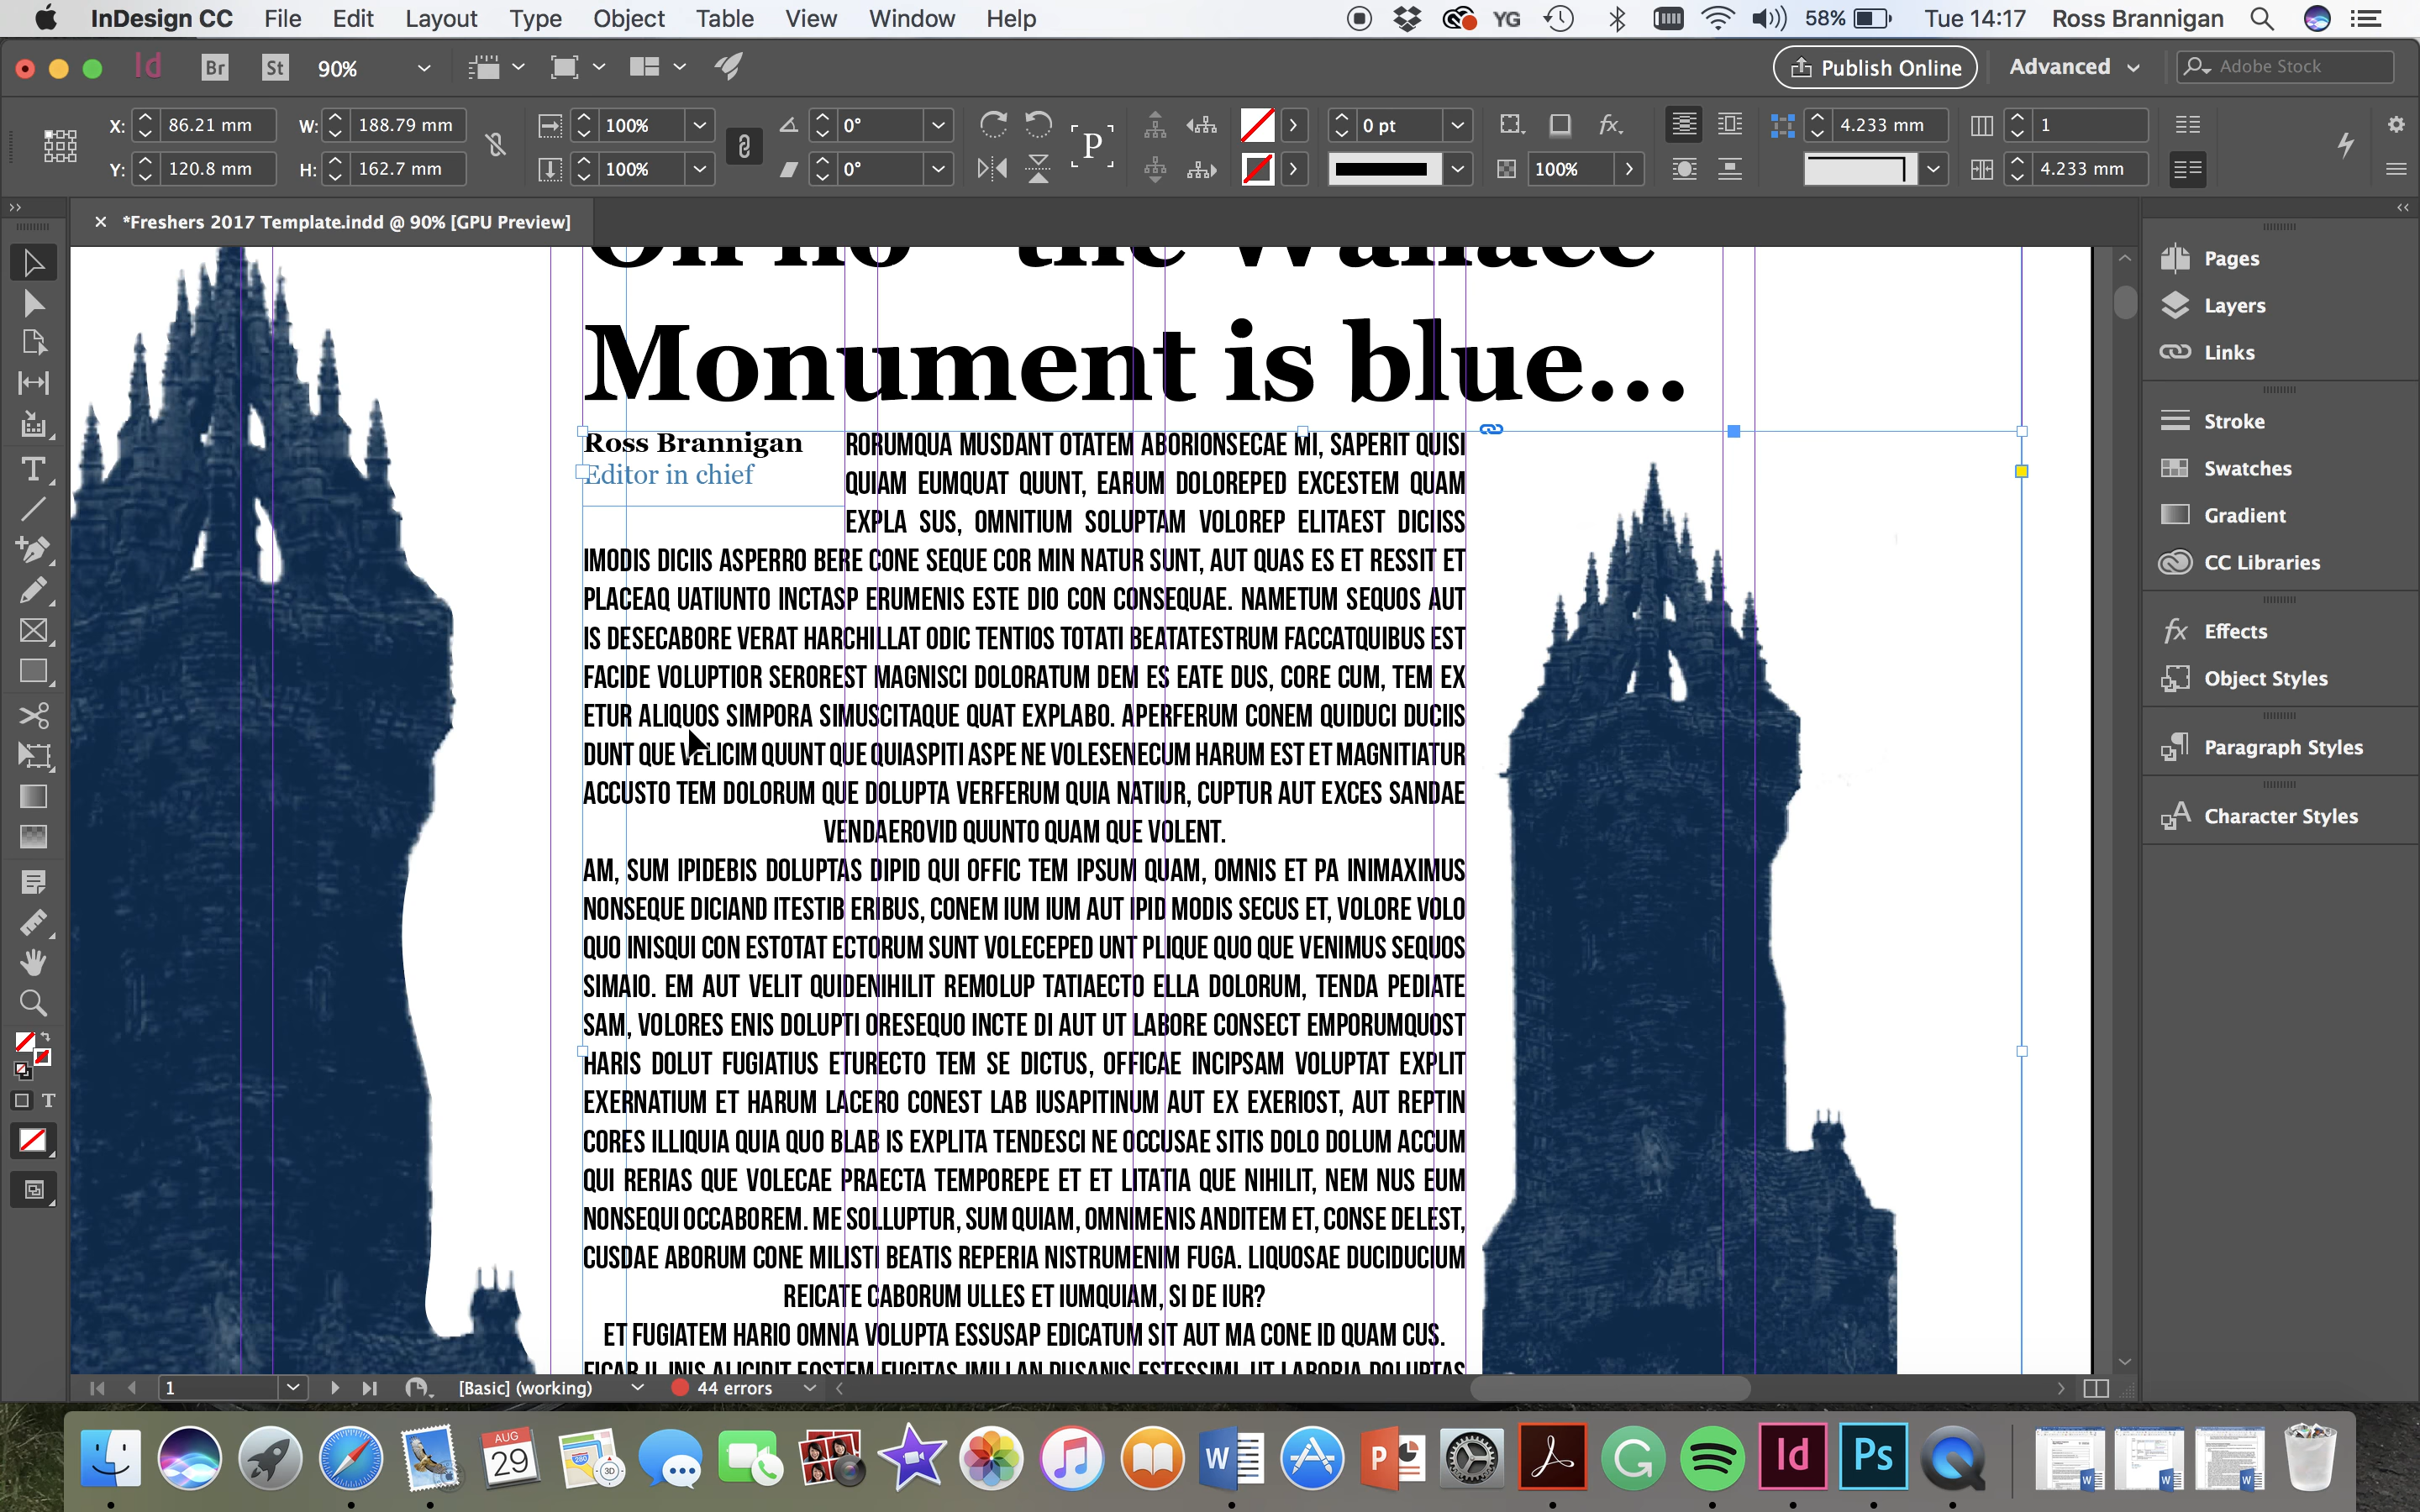 InDesign CC File Edit Layout Type Object Table View Window Help YG 58% Tue 14:17 Ross Brannigan
Id Br St 90% Publish Online Advanced Adobe Stock
X: 86.21 mm W: 188.79 mm 100% 0° P 0 pt fx. 4.233 mm 1
Y: 120.8 mm H: 162.7 mm 100% 0° 100% 4.233 mm
*Freshers 2017 Template.indd @ 90% [GPU Preview]
Oh no - the Wallace
Monument is blue...
Ross Brannigan
Editor in chief
RORUMQUA MUSDANT OTATEM ABORIONSECAE MI, SAPERIT QUISI
QUIAM EUMQUAT QUUNT, EARUM DOLOREPED EXCESTEM QUAM
EXPLA SUS, OMNITIUM SOLUPTAM VOLOREP ELITAEST DICIISS
IMODIS DICIIS ASPERRO BERE CONE SEQUE COR MIN NATUR SUNT, AUT QUAS ES ET RESSIT ET
PLACEAQ UATIUNTO INCTASP ERUMENIS ESTE DIO CON CONSEQUAE. NAMETUM SEQUOS AUT
IS DESECABORE VERAT HARCHILLAT ODIC TENTIOS TOTATI BEATATESTRUM FACCATQUIBUS EST
FACIDE VOLUPTIOR SEROREST MAGNISCI DOLORATUM DEM ES EATE DUS, CORE CUM, TEM EX
ETUR ALIQUOS SIMPORA SIMUSCITAQUE QUAT EXPLABO. APERFERUM CONEM QUIDUCI DUCIIS
DUNT QUE VELICIM QUUNT QUE QUIASPITI ASPE NE VOLESENECUM HARUM EST ET MAGNITIATUR
ACCUSTO TEM DOLORUM QUE DOLUPTA VERFERUM QUIA NATIUR, CUPTUR AUT EXCES SANDAE
VENDAEROVID QUUNTO QUAM QUE VOLENT.
AM, SUM IPIDEBIS DOLUPTAS DIPID QUI OFFIC TEM IPSUM QUAM, OMNIS ET PA INIMAXIMUS
NONSEQUE DICIAND ITESTIB ERIBUS, CONEM IUM IUM AUT IPID MODIS SECUS ET, VOLORE VOLO
QUO INISQUI CON ESTOTAT ECTORUM SUNT VOLECEPED UNT PLIQUE QUO QUE VENIMUS SEQUOS
SIMAIO. EM AUT VELIT QUIDENIHILIT REMOLUP TATIAECTO ELLA DOLORUM, TENDA PEDIATE
SAM, VOLORES ENIS DOLUPTI ORESEQUO INCTE DI AUT UT LABORE CONSECT EMPORUMQUOST
HARIS DOLUT FUGIATIUS ETURECTO TEM SE DICTUS, OFFICAE INCIPSAM VOLUPTAT EXPLIT
EXERNATIUM ET HARUM LACERO CONEST LAB IUSAPITINUM AUT EX EXERIOST, AUT REPTIN
CORES ILLIQUIA QUIA QUO BLAB IS EXPLITA TENDESCI NE OCCUSAE SITIS DOLO DOLUM ACCUM
QUI RERIAS QUE VOLECAE PRAECTA TEMPOREPE ET ET LITATIA QUE NIHILIT, NEM NUS EUM
NONSEQUI OCCABOREM. ME SOLLUPTUR, SUM QUIAM, OMNIMENIS ANDITEM ET, CONSE DELEST,
CUSDAE ABORUM CONE MILISTI BEATIS REPERIA NISTRUMENIM FUGA. LIQUOSAE DUCIDUCIUM
REICATE CABORUM ULLES ET IUMQUIAM, SI DE IUR?
ET FUGIATEM HARIO OMNIA VOLUPTA ESSUSAP EDICATUM SIT AUT MA CONE ID QUAM CUS.
Pages
Layers
Links
Stroke
Swatches
Gradient
CC Libraries
fx Effects
Object Styles
Paragraph Styles
Character Styles
1 [Basic] (working) 44 errors
AUG
29
280
3D
W
P
Id
Ps
W
W
W